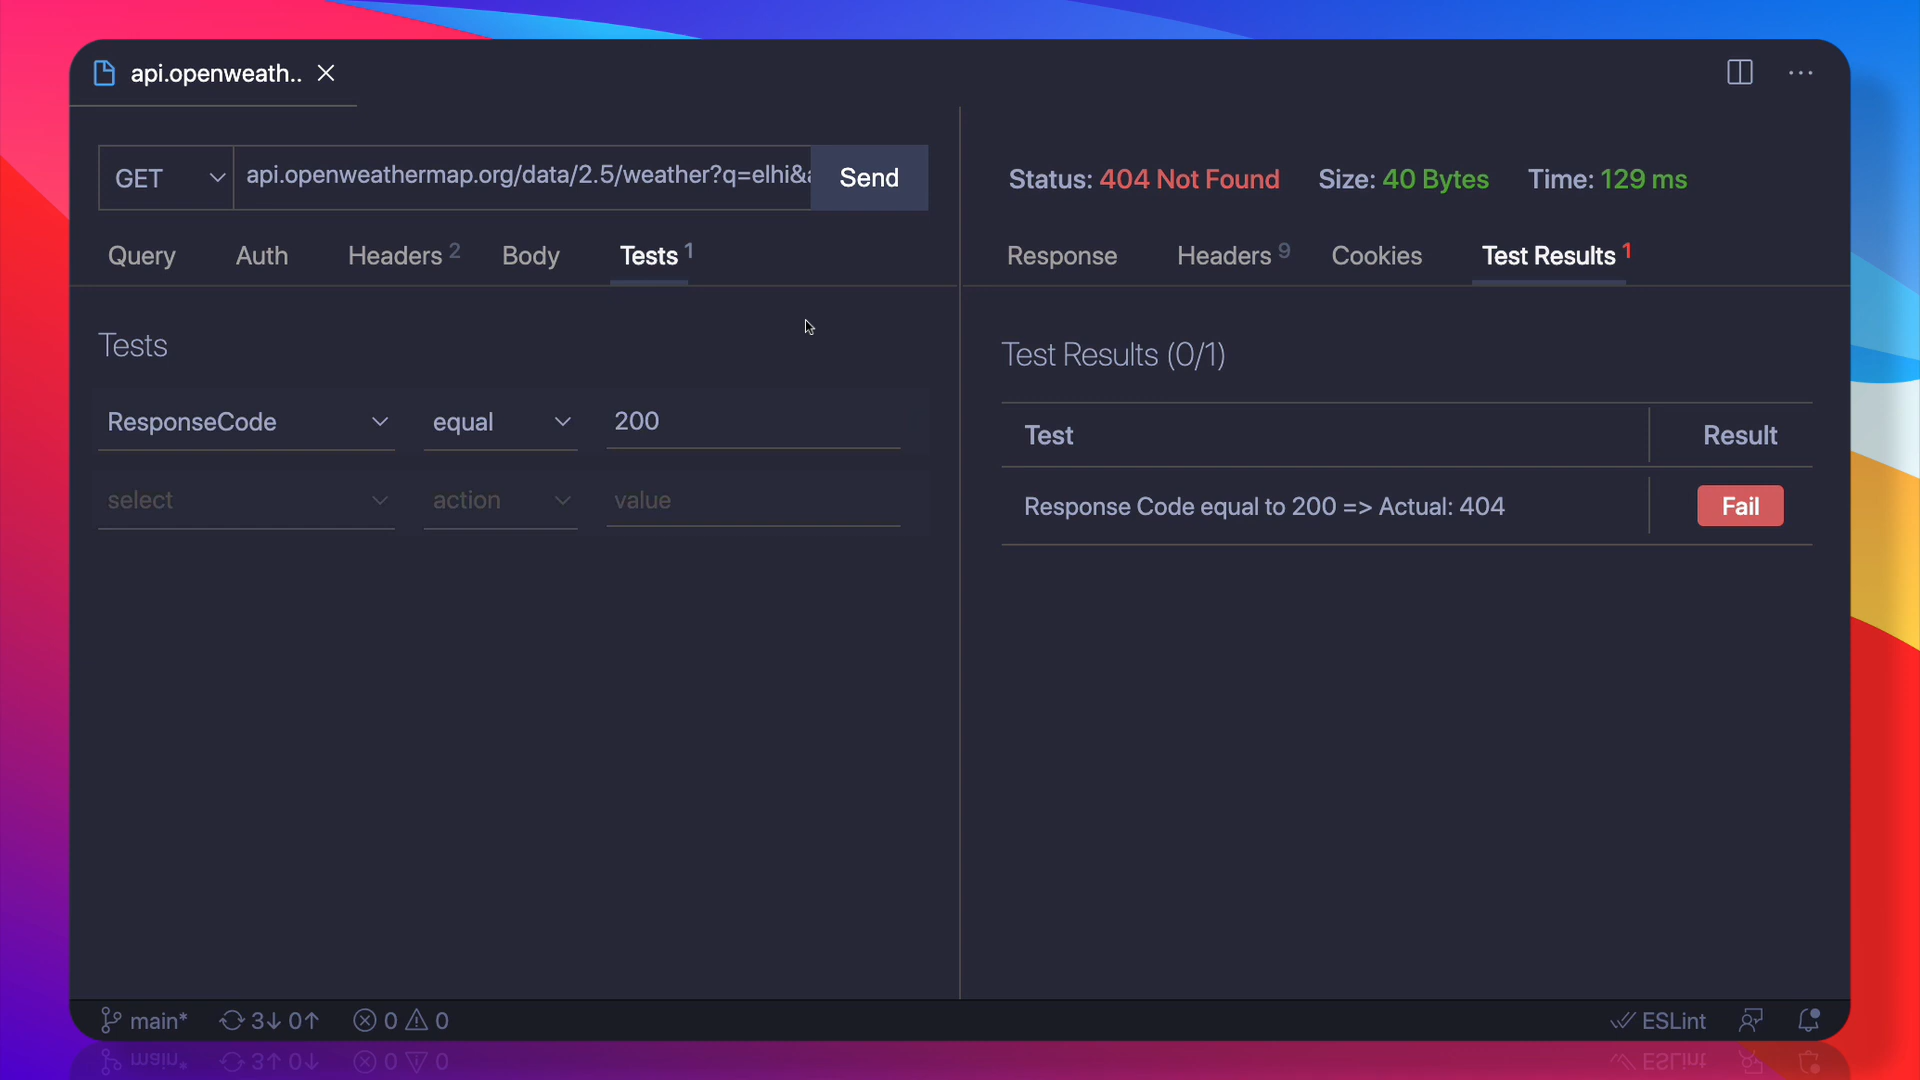 api.openweath..
GET
api.openweathermap.org/data/2.5/weather?q=elhi&
Send
Query
Auth
Headers 2
Body
Tests 1
Tests
ResponseCode
equal
200
select
action
value
Status: 404 Not Found
Size: 40 Bytes
Time: 129 ms
Response
Headers 9
Cookies
Test Results 1
Test Results (0/1)
Test
Result
Response Code equal to 200 => Actual: 404
Fail
main*
3↓ 0↑
0
0
ESLint